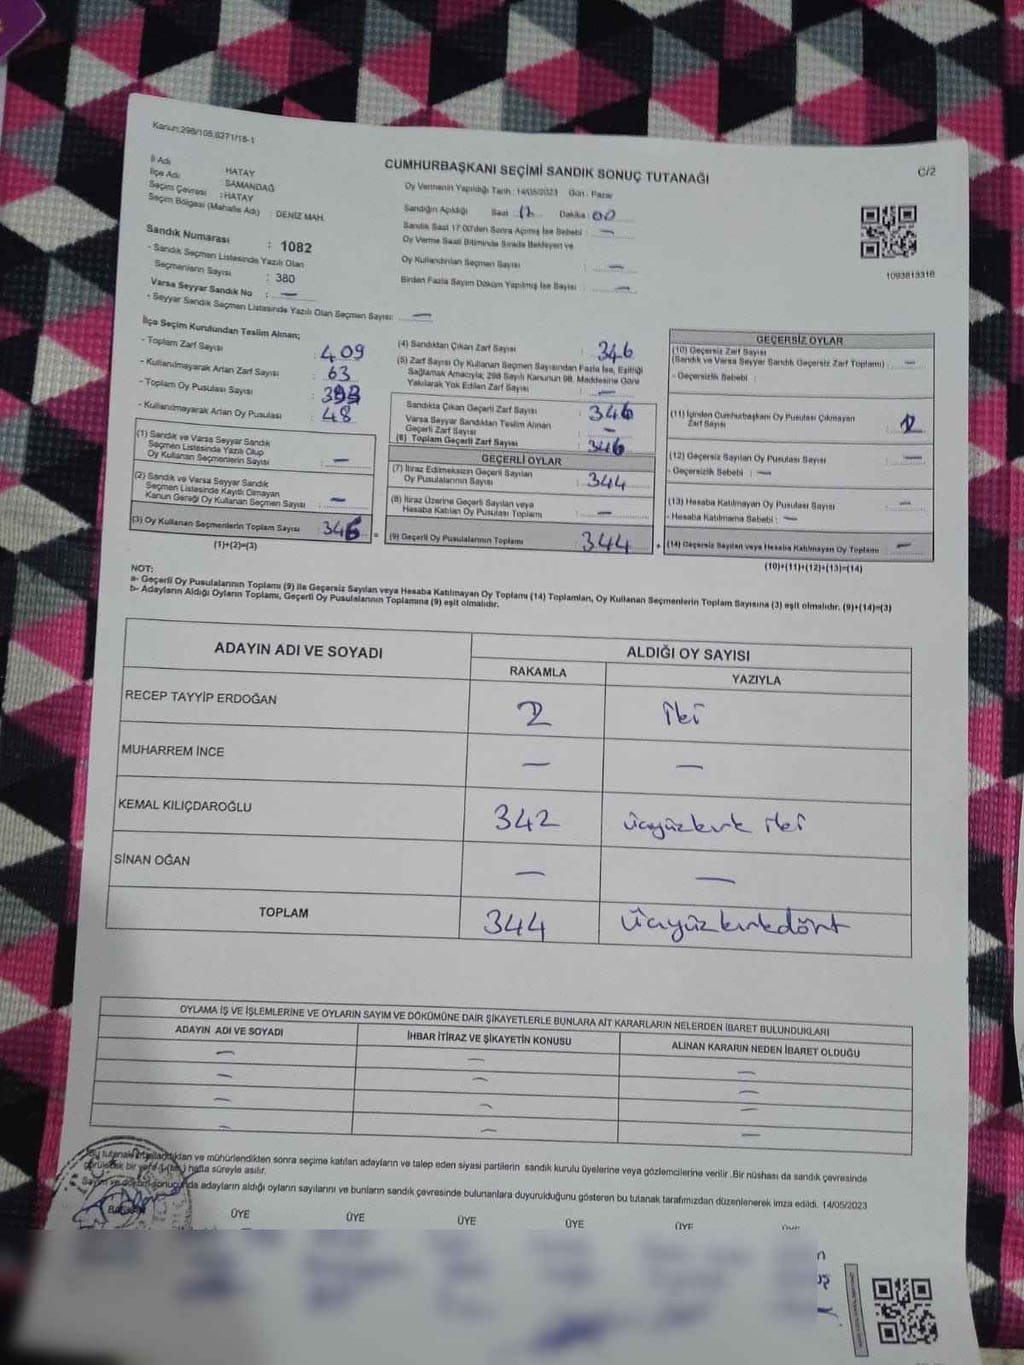 Kanun:298/105,6271/18-1
CUMHURBAŞKANI SEÇİMİ SANDIK SONUÇ TUTANAĞI
C/2
İl Adı HATAY
İlçe Adı : SAMANDAĞ
Seçim Çevresi : HATAY
Seçim Bölgesi (Mahalle Adı) : DENİZ MAH.
Oy Vermenin Yapıldığı Tarih : 14/05/2023 Gün : Pazar
Sandığın Açıldığı Saat : 17 Dakika : 00
Sandık Saat 17:00'den Sonra Açılmış İse Sebebi : —
Oy Verme Saati Bitiminde Sırada Bekleyen ve
Oy Kullandırılan Seçmen Sayısı : —
Birden Fazla Sayım Döküm Yapılmış İse Sayısı : —
1093813316
Sandık Numarası : 1082
- Sandık Seçmen Listesinde Yazılı Olan
Seçmenlerin Sayısı : 380
Varsa Seyyar Sandık No : —
- Seyyar Sandık Seçmen Listesinde Yazılı Olan Seçmen Sayısı: —
İlçe Seçim Kurulundan Teslim Alınan;
- Toplam Zarf Sayısı : 409
- Kullanılmayarak Artan Zarf Sayısı : 63
- Toplam Oy Pusulası Sayısı :
- Kullanılmayarak Artan Oy Pusulası : 48
(1) Sandık ve Varsa Seyyar Sandık
Seçmen Listesinde Yazılı Olup
Oy Kullanan Seçmenlerin Sayısı : —
(2) Sandık ve Varsa Seyyar Sandık
Seçmen Listesinde Kayıtlı Olmayan
Kanun Gereği Oy Kullanan Seçmen Sayısı : —
(3) Oy Kullanan Seçmenlerin Toplam Sayısı : 346
(1)+(2)=(3)
(4) Sandıktan Çıkan Zarf Sayısı : 346
(5) Zarf Sayısı Oy Kullanan Seçmen Sayısından Fazla İse, Eşitliği
Sağlamak Amacıyla; 298 Sayılı Kanunun 98. Maddesine Göre
Yakılarak Yok Edilen Zarf Sayısı : —
Sandıkta Çıkan Geçerli Zarf Sayısı : 346
Varsa Seyyar Sandıktan Teslim Alınan
Geçerli Zarf Sayısı : —
(6) Toplam Geçerli Zarf Sayısı 346
GEÇERLİ OYLAR
(7) İtiraz Edilmeksizin Geçerli Sayılan
Oy Pusulalarının Sayısı : 344
(8) İtiraz Üzerine Geçerli Sayılan veya
Hesaba Katılan Oy Pusulası Toplamı : —
= (9) Geçerli Oy Pusulalarının Toplamı : 344
GEÇERSİZ OYLAR
(10) Geçersiz Zarf Sayısı
(Sandık ve Varsa Seyyar Sandık Geçersiz Zarf Toplamı) : —
- Geçersizlik Sebebi :
(11) İçinden Cumhurbaşkanı Oy Pusulası Çıkmayan
Zarf Sayısı : 2
(12) Geçersiz Sayılan Oy Pusulası Sayısı : —
- Geçersizlik Sebebi : —
(13) Hesaba Katılmayan Oy Pusulası Sayısı : —
- Hesaba Katılmama Sebebi : —
+ (14) Geçersiz Sayılan veya Hesaba Katılmayan Oy Toplamı : —
(10)+(11)+(12)+(13)=(14)
NOT:
a- Geçerli Oy Pusulalarının Toplamı (9) ile Geçersiz Sayılan veya Hesaba Katılmayan Oy Toplamı (14) Toplamları, Oy Kullanan Seçmenlerin Toplam Sayısına (3) eşit olmalıdır. (9)+(14)=(3)
b- Adayların Aldığı Oyların Toplamı, Geçerli Oy Pusulalarının Toplamına (9) eşit olmalıdır.
ADAYIN ADI VE SOYADI ALDIĞI OY SAYISI
RAKAMLA YAZIYLA
RECEP TAYYİP ERDOĞAN 2 iki
MUHARREM İNCE — —
KEMAL KILIÇDAROĞLU 342 üçyüzkırk iki
SİNAN OĞAN — —
TOPLAM 344 üçyüzkırkdört
OYLAMA İŞ VE İŞLEMLERİNE VE OYLARIN SAYIM VE DÖKÜMÜNE DAİR ŞİKAYETLERLE BUNLARA AİT KARARLARIN NELERDEN İBARET BULUNDUKLARI
ADAYIN ADI VE SOYADI İHBAR İTİRAZ VE ŞİKAYETİN KONUSU ALINAN KARARIN NEDEN İBARET OLDUĞU
— — —
— — —
— — —
— — —
Bu tutanak imzalandıktan ve mühürlendikten sonra seçime katılan adayların ve talep eden siyasi partilerin sandık kurulu üyelerine veya gözlemcilerine verilir. Bir nüshası da sandık çevresinde
görülecek bir yere 1 (bir) hafta süreyle asılır.
Sayım ve döküm sonucunda adayların aldığı oyların sayılarını ve bunların sandık çevresinde bulunanlara duyurulduğunu gösteren bu tutanak tarafımızdan düzenlenerek imza edildi. 14/05/2023
Başkan ÜYE ÜYE ÜYE ÜYE ÜYE ÜYE